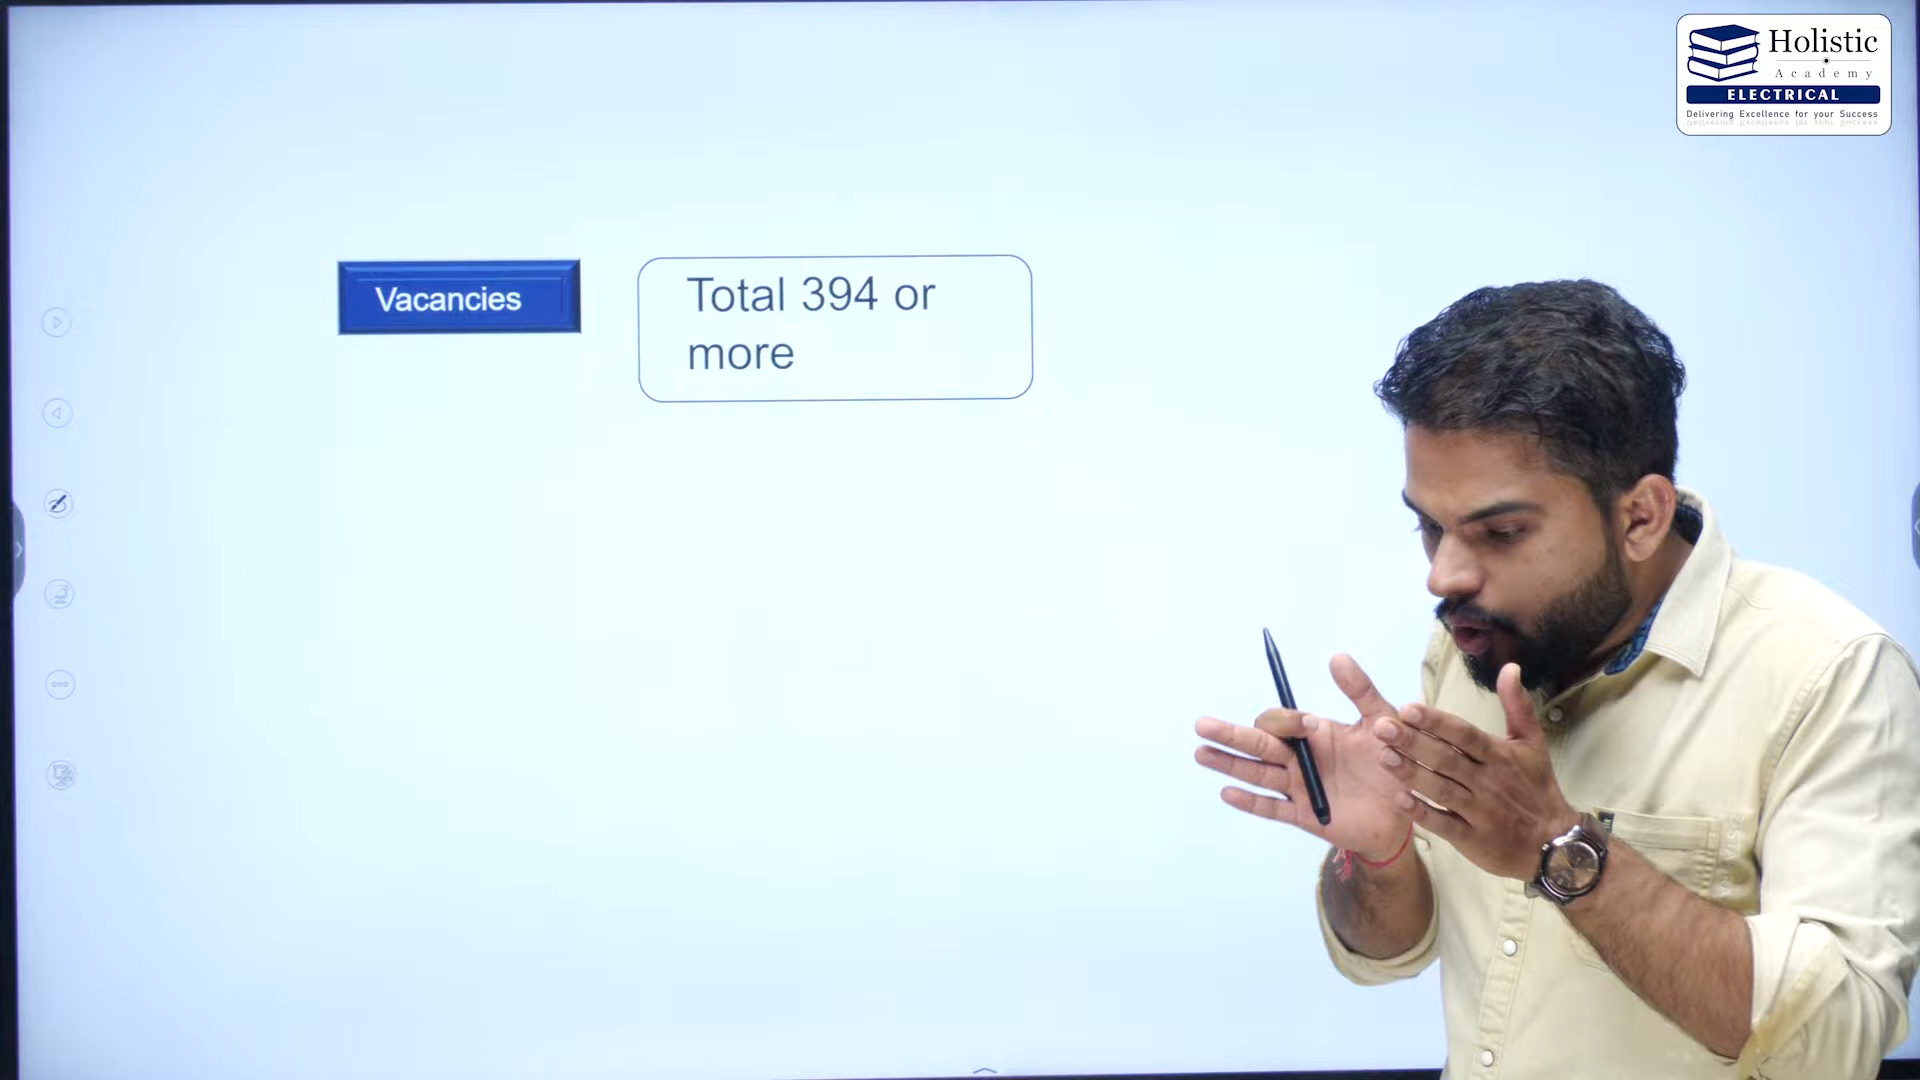 Holistic
Academy
ELECTRICAL
Delivering Excellence for your Success
Vacancies
Total 394 or
more